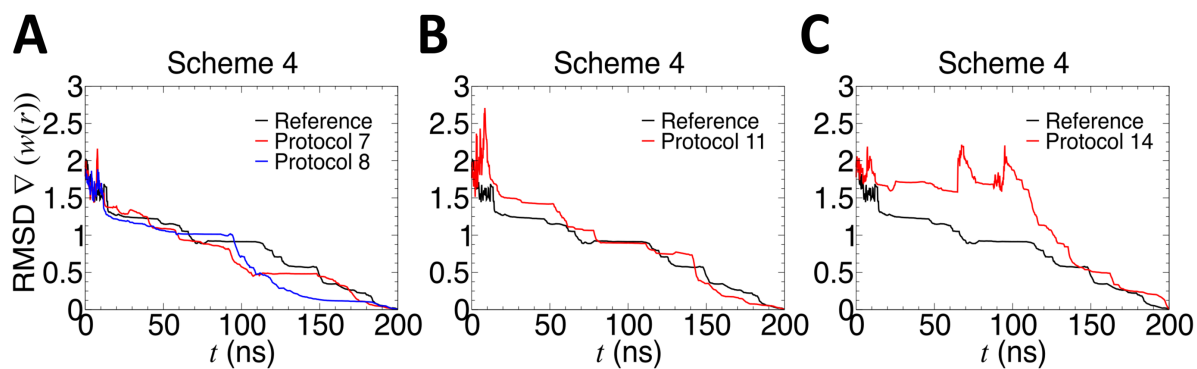 A
Scheme 4
RMSD ∇ (w(r))
3
2.5
2
1.5
1
0.5
0
Reference
Protocol 7
Protocol 8
0 50 100 150 200
t (ns)
B
Scheme 4
3
2.5
2
1.5
1
0.5
0
Reference
Protocol 11
0 50 100 150 200
t (ns)
C
Scheme 4
3
2.5
2
1.5
1
0.5
0
Reference
Protocol 14
0 50 100 150 200
t (ns)